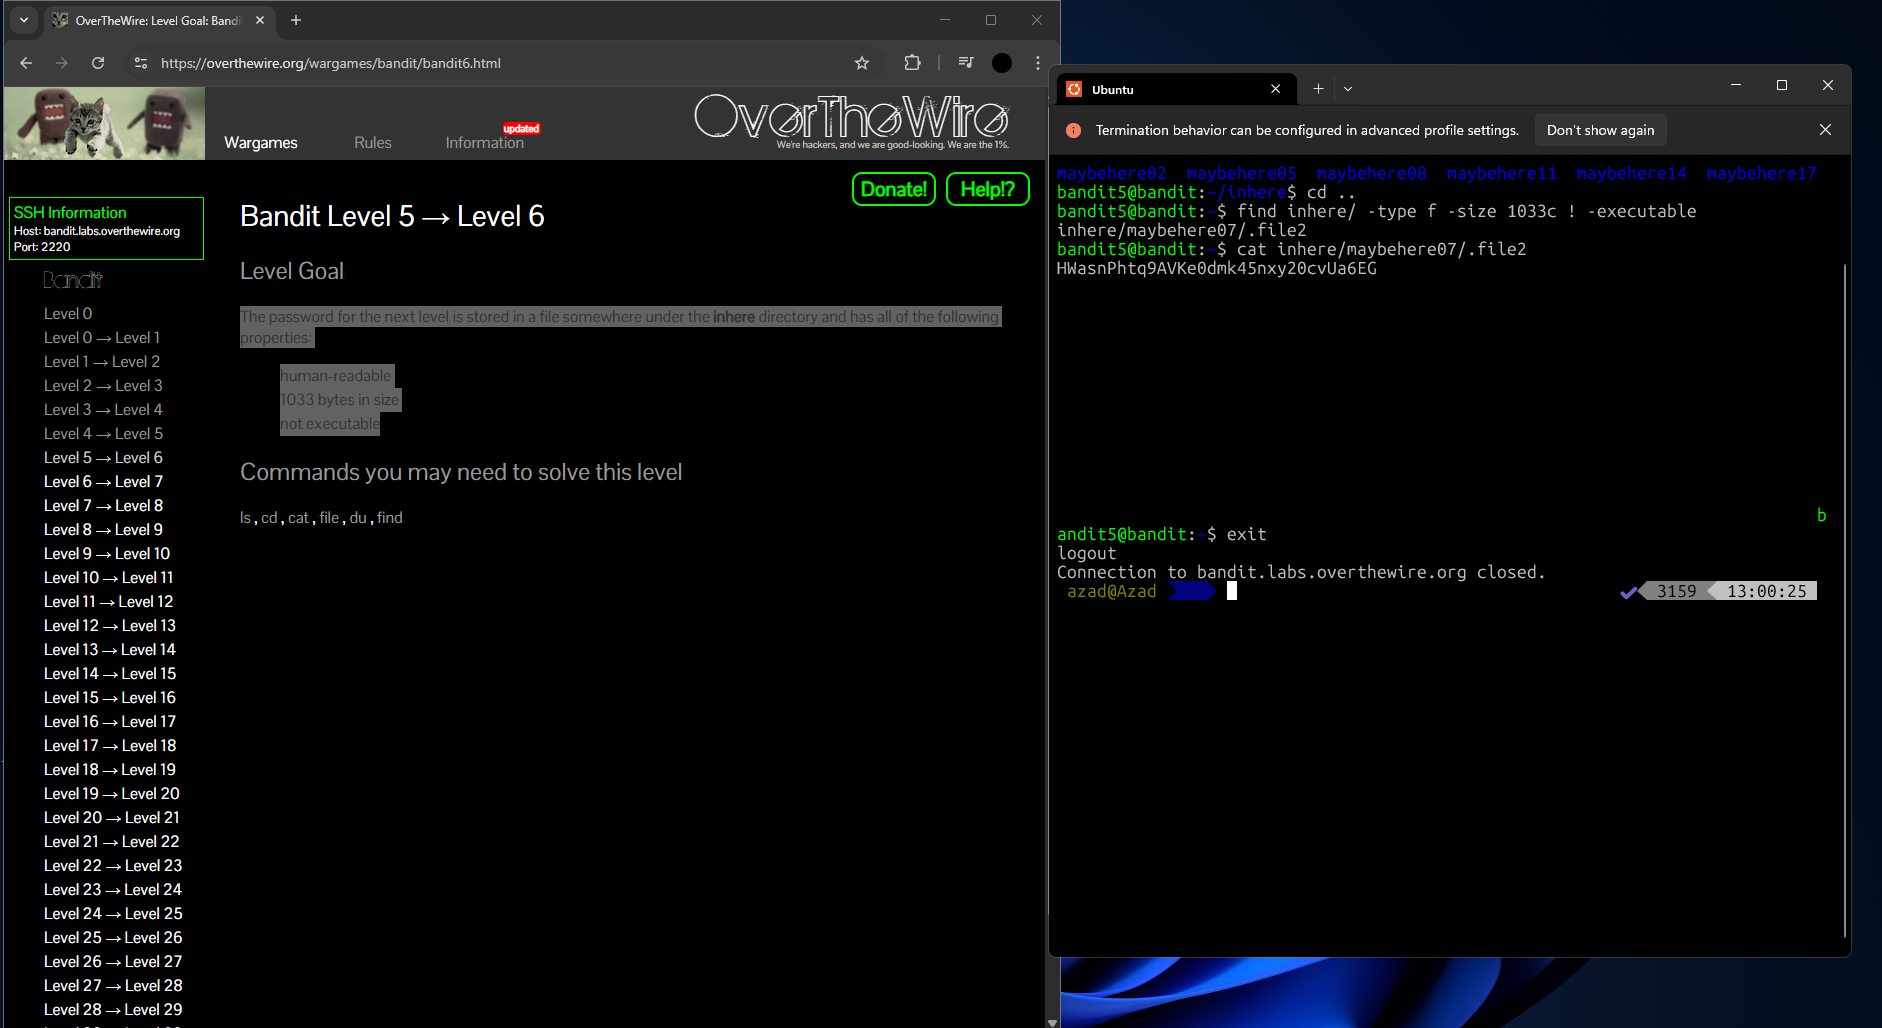 OverTheWire: Level Goal: Bandi
https://overthewire.org/wargames/bandit/bandit6.html
Wargames
Rules
Information
updated
OverTheWire
We're hackers, and we are good-looking. We are the 1%.
Donate!
Help!?
SSH Information
Host: bandit.labs.overthewire.org
Port: 2220
Bandit
Level 0
Level 0 → Level 1
Level 1 → Level 2
Level 2 → Level 3
Level 3 → Level 4
Level 4 → Level 5
Level 5 → Level 6
Level 6 → Level 7
Level 7 → Level 8
Level 8 → Level 9
Level 9 → Level 10
Level 10 → Level 11
Level 11 → Level 12
Level 12 → Level 13
Level 13 → Level 14
Level 14 → Level 15
Level 15 → Level 16
Level 16 → Level 17
Level 17 → Level 18
Level 18 → Level 19
Level 19 → Level 20
Level 20 → Level 21
Level 21 → Level 22
Level 22 → Level 23
Level 23 → Level 24
Level 24 → Level 25
Level 25 → Level 26
Level 26 → Level 27
Level 27 → Level 28
Level 28 → Level 29
Bandit Level 5 → Level 6
Level Goal
The password for the next level is stored in a file somewhere under the inhere directory and has all of the following
properties:
human-readable
1033 bytes in size
not executable
Commands you may need to solve this level
ls , cd , cat , file , du , find
Ubuntu
Termination behavior can be configured in advanced profile settings.
Don't show again
maybehere02 maybehere05 maybehere08 maybehere11 maybehere14 maybehere17
bandit5@bandit:~/inhere$ cd ..
bandit5@bandit:~$ find inhere/ -type f -size 1033c ! -executable
inhere/maybehere07/.file2
bandit5@bandit:~$ cat inhere/maybehere07/.file2
HWasnPhtq9AVKe0dmk45nxy20cvUa6EG
b
andit5@bandit:~$ exit
logout
Connection to bandit.labs.overthewire.org closed.
azad@Azad
3159
13:00:25